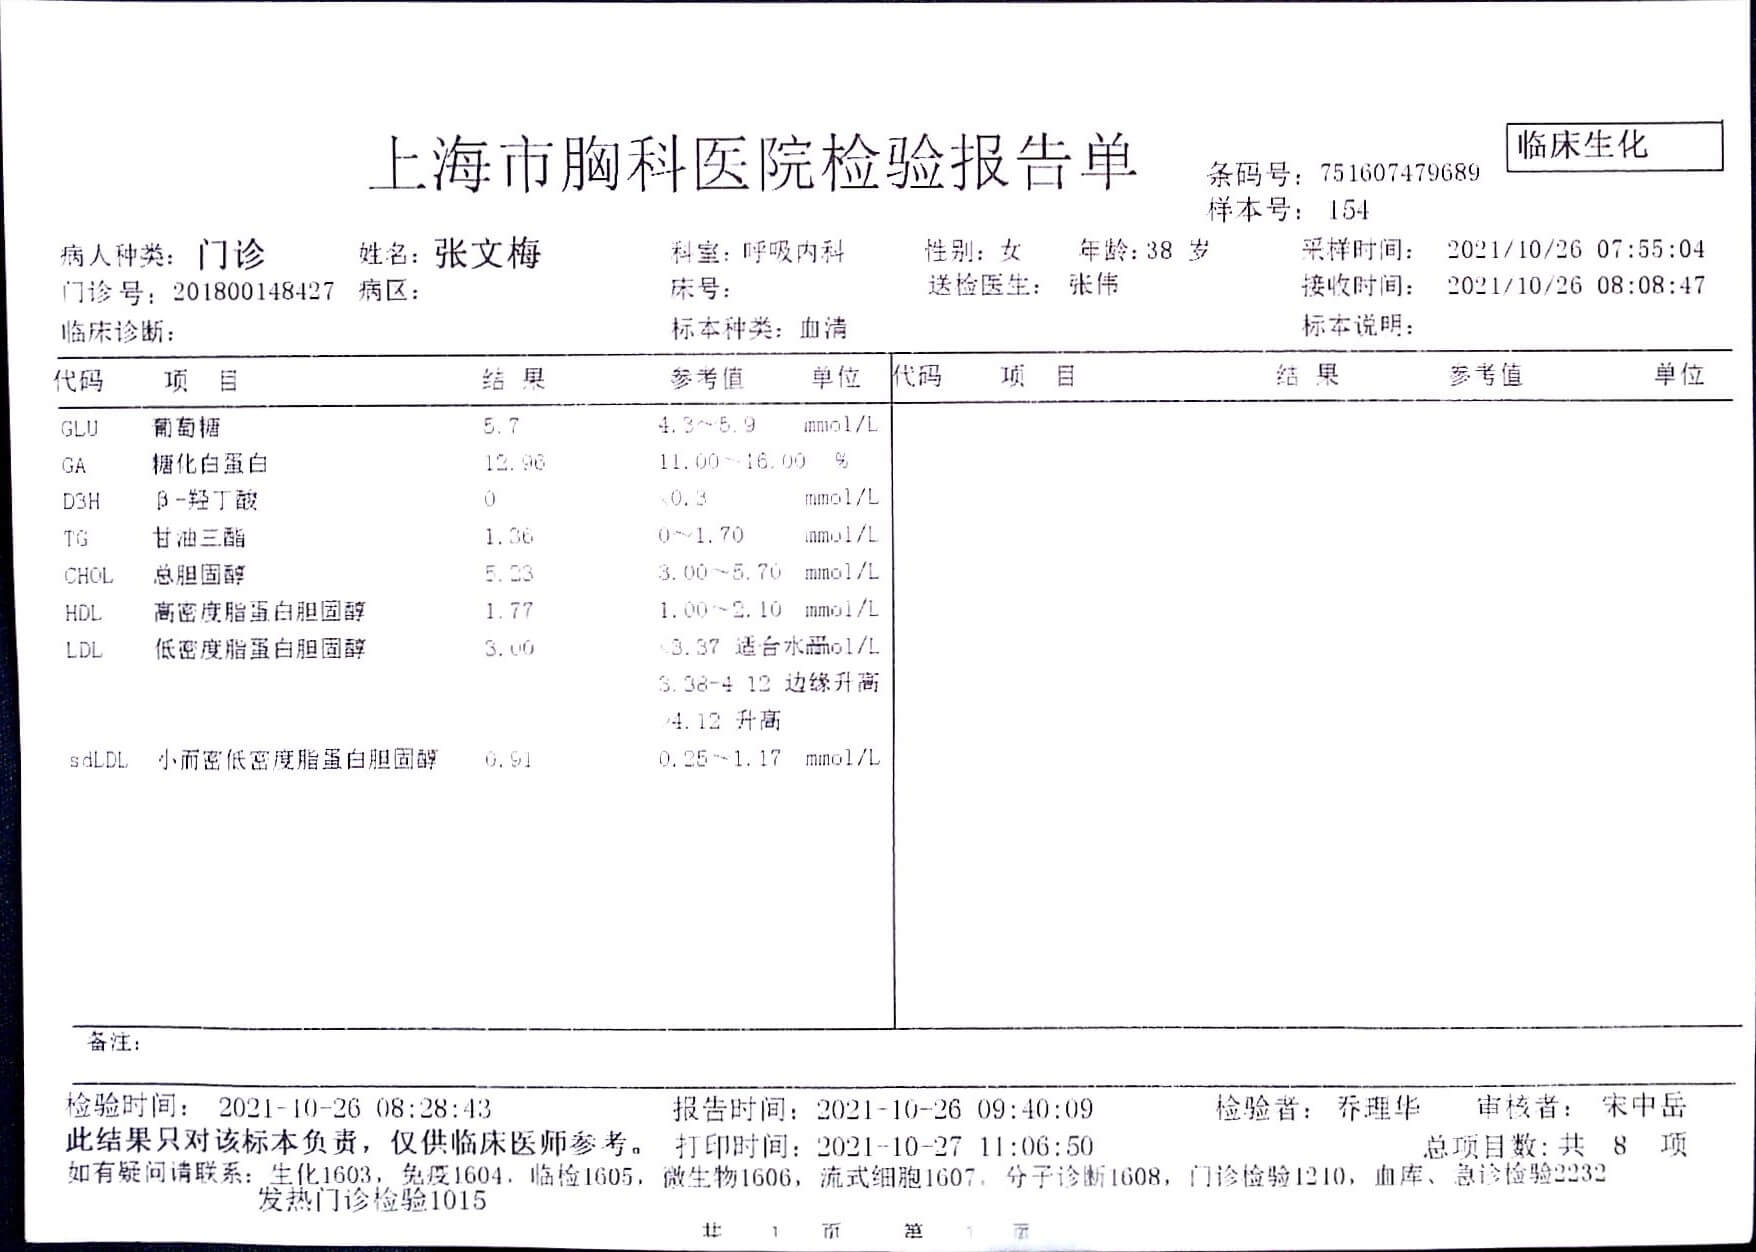 上海市胸科医院检验报告单
临床生化
条码号：751607479689
样本号：154
病人种类：门诊 姓名：张文梅 科室：呼吸内科 性别：女 年龄：38 岁 采样时间：2021/10/26 07:55:04
门诊号：201800148427 病区： 床号： 送检医生：张伟 接收时间：2021/10/26 08:08:47
临床诊断： 标本种类：血清 标本说明：
代码 项 目 结 果 参考值 单位 代码 项 目 结 果 参考值 单位
GLU 葡萄糖 5.7 4.3～5.9 mmol/L
GA 糖化白蛋白 12.96 11.00～16.00 %
D3H β-羟丁酸 0 <0.3 mmol/L
TG 甘油三酯 1.36 0～1.70 mmol/L
CHOL 总胆固醇 5.23 3.00～5.70 mmol/L
HDL 高密度脂蛋白胆固醇 1.77 1.00～2.10 mmol/L
LDL 低密度脂蛋白胆固醇 3.00 <3.37 适合水平mmol/L
3.38-4.12 边缘升高
>4.12 升高
sdLDL 小而密低密度脂蛋白胆固醇 0.91 0.25～1.17 mmol/L
备注：
检验时间：2021-10-26 08:28:43 报告时间：2021-10-26 09:40:09 检验者：乔理华 审核者：宋中岳
此结果只对该标本负责，仅供临床医师参考。 打印时间：2021-10-27 11:06:50 总项目数：共 8 项
如有疑问请联系：生化1603，免疫1604，临检1605，微生物1606，流式细胞1607，分子诊断1608，门诊检验1210，血库、急诊检验2232
发热门诊检验1015
共 1 页 第 1 页